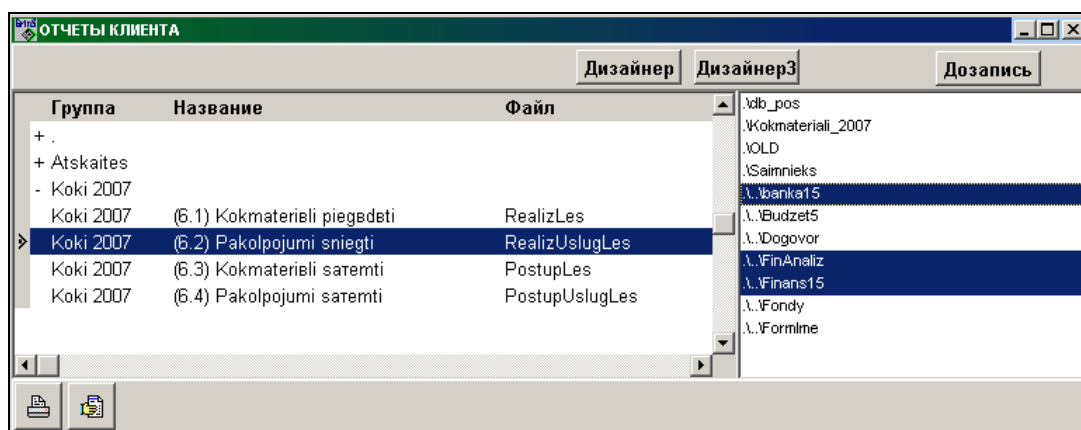 ОТЧЕТЫ КЛИЕНТА
Дизайнер Дизайнер3 Дозапись
Группа Название Файл
+ .
+ Atskaites
- Koki 2007
Koki 2007 (6.1) Kokmateriвli piegвdвti RealizLes
Koki 2007 (6.2) Pakolpojumi sniegti RealizUslugLes
Koki 2007 (6.3) Kokmateriвli saтemti PostupLes
Koki 2007 (6.4) Pakolpojumi saтemti PostupUslugLes
.\db_pos
.\Kokmateriali_2007
.\OLD
.\Saimnieks
.\..\banka15
.\..\Budzet5
.\..\Dogovor
.\..\FinAnaliz
.\..\Finans15
.\..\Fondy
.\..\FormIme